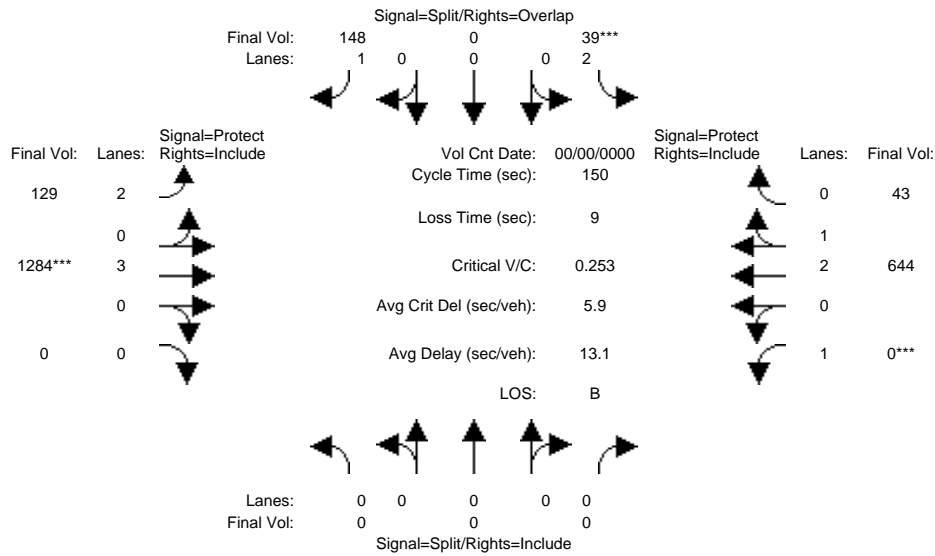 Signal=Split/Rights=Overlap
Final Vol: 148 0 39***
Lanes: 1 0 0 0 2
Signal=Protect
Final Vol: Lanes: Rights=Include
Vol Cnt Date: 00/00/0000
Signal=Protect
Rights=Include Lanes: Final Vol:
Cycle Time (sec): 150
129 2
0 43
Loss Time (sec): 9
0
1
1284*** 3
Critical V/C: 0.253
2 644
0
Avg Crit Del (sec/veh): 5.9
0
0 0
Avg Delay (sec/veh): 13.1
1 0***
LOS: B
Lanes: 0 0 0 0 0
Final Vol: 0 0 0
Signal=Split/Rights=Include